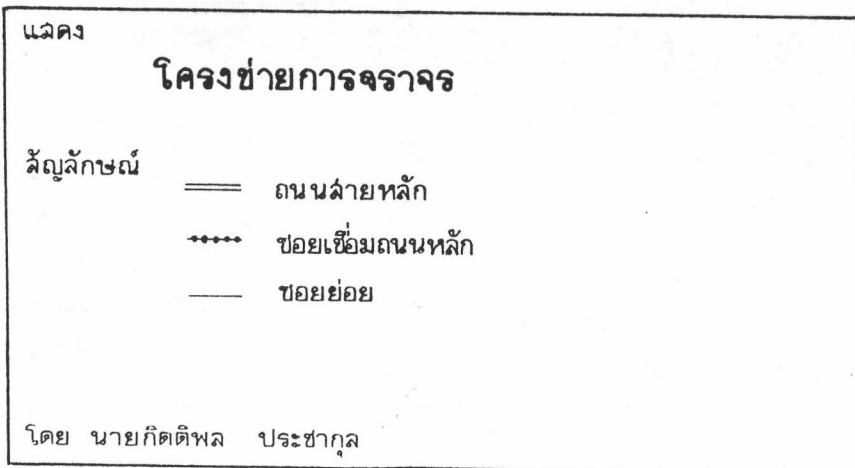 แสดง
โครงข่ายการจราจร
สัญลักษณ์
ถนนสายหลัก
ซอยเชื่อมถนนหลัก
ซอยย่อย
โดย นายกิตติพล ประชากุล